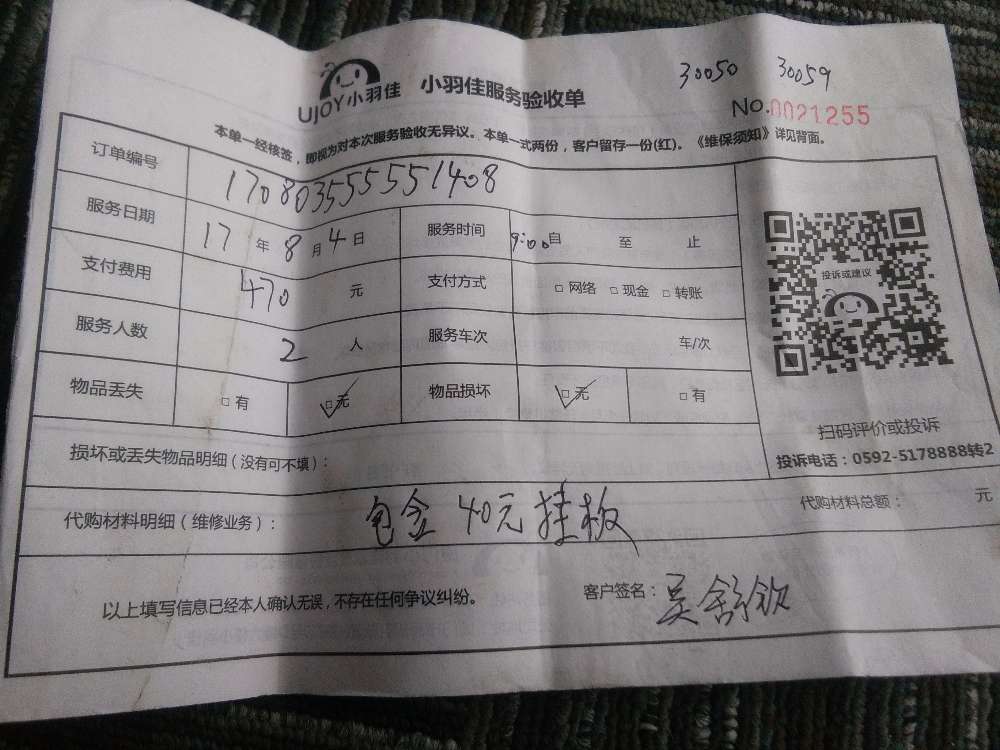 UJOY小羽佳 小羽佳服务验收单
30050 30059
NO.0021255
本单一经核签，即视为对本次服务验收无异议。本单一式两份，客户留存一份(红)。《维保须知》详见背面。
订单编号 170803555551408
服务日期 17年8月4日 服务时间 9:00自 至 止
支付费用 470元 支付方式 □网络 □现金 □转账
服务人数 2人 服务车次 车/次
物品丢失 □有 □无 物品损坏 □无 □有
投诉或建议
扫码评价或投诉
投诉电话：0592-5178888转2
损坏或丢失物品明细（没有可不填）：
代购材料明细（维修业务）： 包含40元挂板 代购材料总额： 元
以上填写信息已经本人确认无误，不存在任何争议纠纷。 客户签名：吴舒钦